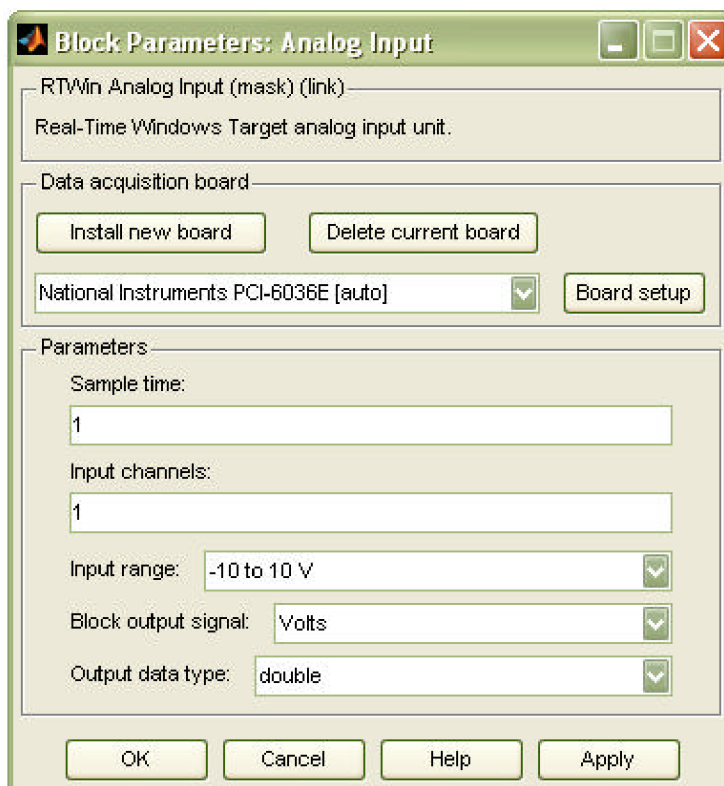 Block Parameters: Analog Input
RTWin Analog Input (mask) (link)
Real-Time Windows Target analog input unit.
Data acquisition board
Install new board Delete current board
National Instruments PCI-6036E [auto] Board setup
Parameters
Sample time:
1
Input channels:
1
Input range: -10 to 10 V
Block output signal: Volts
Output data type: double
OK Cancel Help Apply